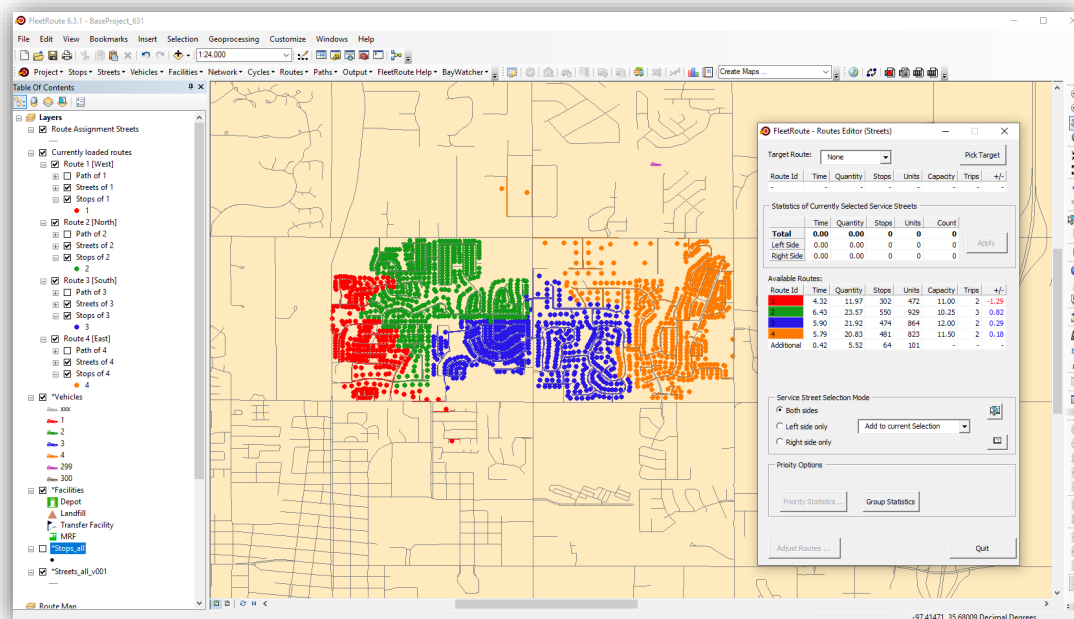 FleetRoute 6.3.1 - BaseProject_631
File Edit View Bookmarks Insert Selection Geoprocessing Customize Windows Help
1:24,000
Project Stops Streets Vehicles Facilities Network Cycles Routes Paths Output FleetRoute Help BayWatcher Create Maps ...
Table Of Contents
Layers
Route Assignment Streets
Currently loaded routes
Route 1 [West]
Path of 1
Streets of 1
Stops of 1
1
Route 2 [North]
Path of 2
Streets of 2
Stops of 2
2
Route 3 [South]
Path of 3
Streets of 3
Stops of 3
3
Route 4 [East]
Path of 4
Streets of 4
Stops of 4
4
*Vehicles
xxx
1
2
3
4
299
300
*Facilities
Depot
Landfill
Transfer Facility
MRF
*Stops_all
*Streets_all_v001
Route Map
FleetRoute - Routes Editor (Streets)
Target Route: None Pick Target
Route Id Time Quantity Stops Units Capacity Trips +/-
- - - - - - - -
Statistics of Currently Selected Service Streets
Time Quantity Stops Units Count
Total 0.00 0.00 0 0 0
Left Side 0.00 0.00 0 0 0
Right Side 0.00 0.00 0 0 0
Apply
Available Routes:
Route Id Time Quantity Stops Units Capacity Trips +/-
1 4.32 11.97 302 472 11.00 2 -1.29
2 6.43 23.57 550 929 10.25 3 0.82
3 5.90 21.92 474 864 12.00 2 0.29
4 5.79 20.83 481 823 11.50 2 0.18
Additional 0.42 5.52 64 101 - - -
Service Street Selection Mode
Both sides
Left side only Add to current Selection
Right side only
Priority Options
Priority Statistics ... Group Statistics
Adjust Routes ... Quit
-97.41471 35.68009 Decimal Degrees